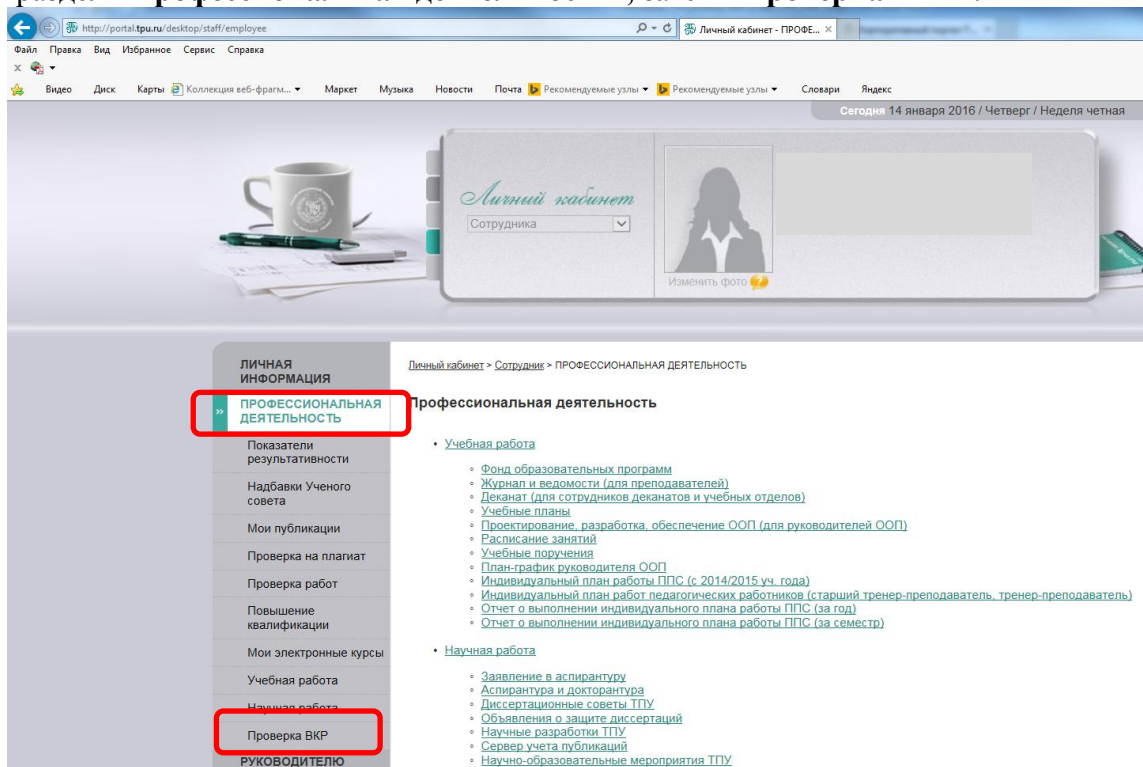 http://portal.tpu.ru/desktop/staff/employee
Личный кабинет - ПРОФЕ...
Файл Правка Вид Избранное Сервис Справка
Видео Диск Карты Коллекция веб-фрагм... Маркет Музыка Новости Почта Рекомендуемые узлы Рекомендуемые узлы Словари Яндекс
Сегодня 14 января 2016 / Четверг / Неделя четная
Личный кабинет
Сотрудника
Изменить фото
ЛИЧНАЯ
ИНФОРМАЦИЯ
ПРОФЕССИОНАЛЬНАЯ
ДЕЯТЕЛЬНОСТЬ
Показатели
результативности
Надбавки Ученого
совета
Мои публикации
Проверка на плагиат
Проверка работ
Повышение
квалификации
Мои электронные курсы
Учебная работа
Научная работа
Проверка ВКР
РУКОВОДИТЕЛЮ
Личный кабинет > Сотрудник > ПРОФЕССИОНАЛЬНАЯ ДЕЯТЕЛЬНОСТЬ
Профессиональная деятельность
• Учебная работа
◦ Фонд образовательных программ
◦ Журнал и ведомости (для преподавателей)
◦ Деканат (для сотрудников деканатов и учебных отделов)
◦ Учебные планы
◦ Проектирование, разработка, обеспечение ООП (для руководителей ООП)
◦ Расписание занятий
◦ Учебные поручения
◦ План-график руководителя ООП
◦ Индивидуальный план работы ППС (с 2014/2015 уч. года)
◦ Индивидуальный план работ педагогических работников (старший тренер-преподаватель, тренер-преподаватель)
◦ Отчет о выполнении индивидуального плана работы ППС (за год)
◦ Отчет о выполнении индивидуального плана работы ППС (за семестр)
• Научная работа
◦ Заявление в аспирантуру
◦ Аспирантура и докторантура
◦ Диссертационные советы ТПУ
◦ Объявления о защите диссертаций
◦ Научные разработки ТПУ
◦ Сервер учета публикаций
◦ Научно-образовательные мероприятия ТПУ